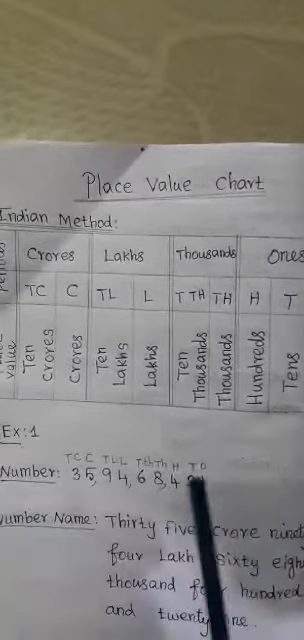 Place Value Chart
Indian Method:
Crores Lakhs Thousands Ones
TC C TL L T TH TH H T
value Ten Crores Crores Ten Lakhs Lakhs Ten Thousands Thousands Hundreds Tens
Ex:1
TC C TL L Tth Th H T O
Number: 35,94,68,4
Number Name: Thirty five crore
four Lakh sixty
thousand hundred
and twenty